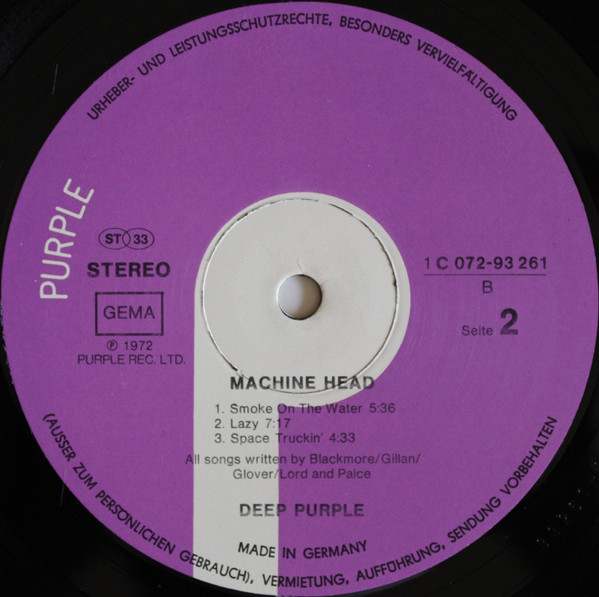 URHEBER- UND LEISTUNGSSCHUTZRECHTE, BESONDERS VERVIELFÄLTIGUNG
PURPLE
ST 33
STEREO
GEMA
℗ 1972
PURPLE REC. LTD.
1 C 072-93 261
B
Seite 2
MACHINE HEAD
1. Smoke On The Water 5:36
2. Lazy 7:17
3. Space Truckin' 4:33
All songs written by Blackmore/Gillan/
Glover/Lord and Paice
DEEP PURPLE
MADE IN GERMANY
(AUSSER ZUM PERSÖNLICHEN GEBRAUCH), VERMIETUNG, AUFFÜHRUNG, SENDUNG VORBEHALTEN